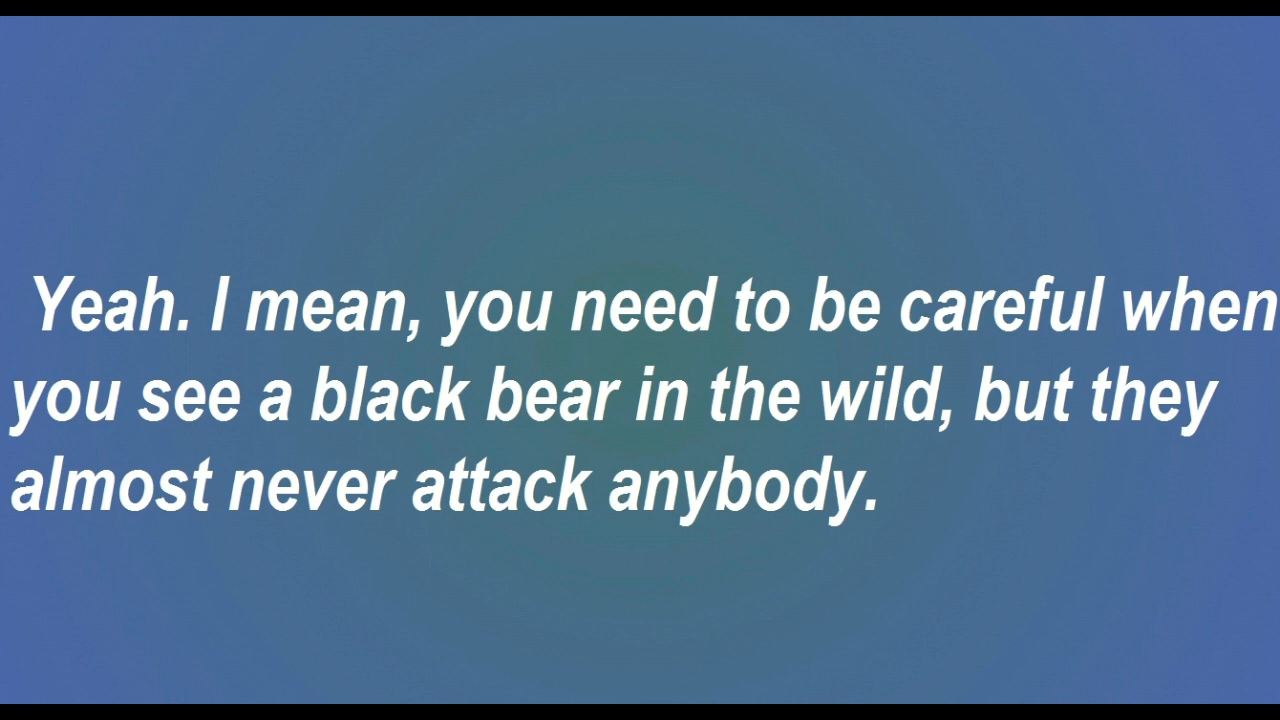 Yeah. I mean, you need to be careful when
you see a black bear in the wild, but they
almost never attack anybody.